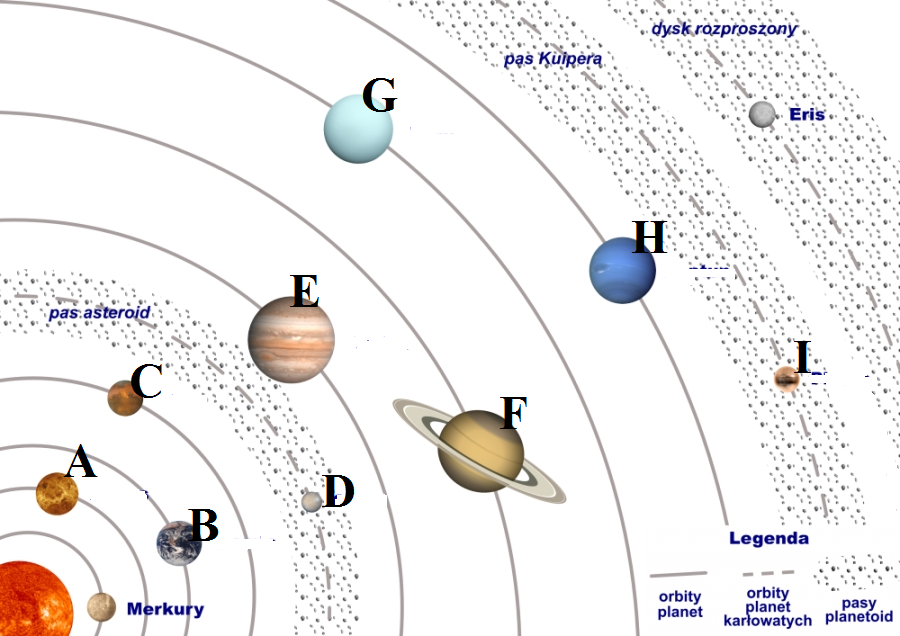 dysk rozproszony
pas Kuipera
G
Eris
H
E
pas asteroid
I
C
F
A
D
B
Legenda
Merkury
orbity
planet
orbity
planet
karłowatych
pasy
planetoid